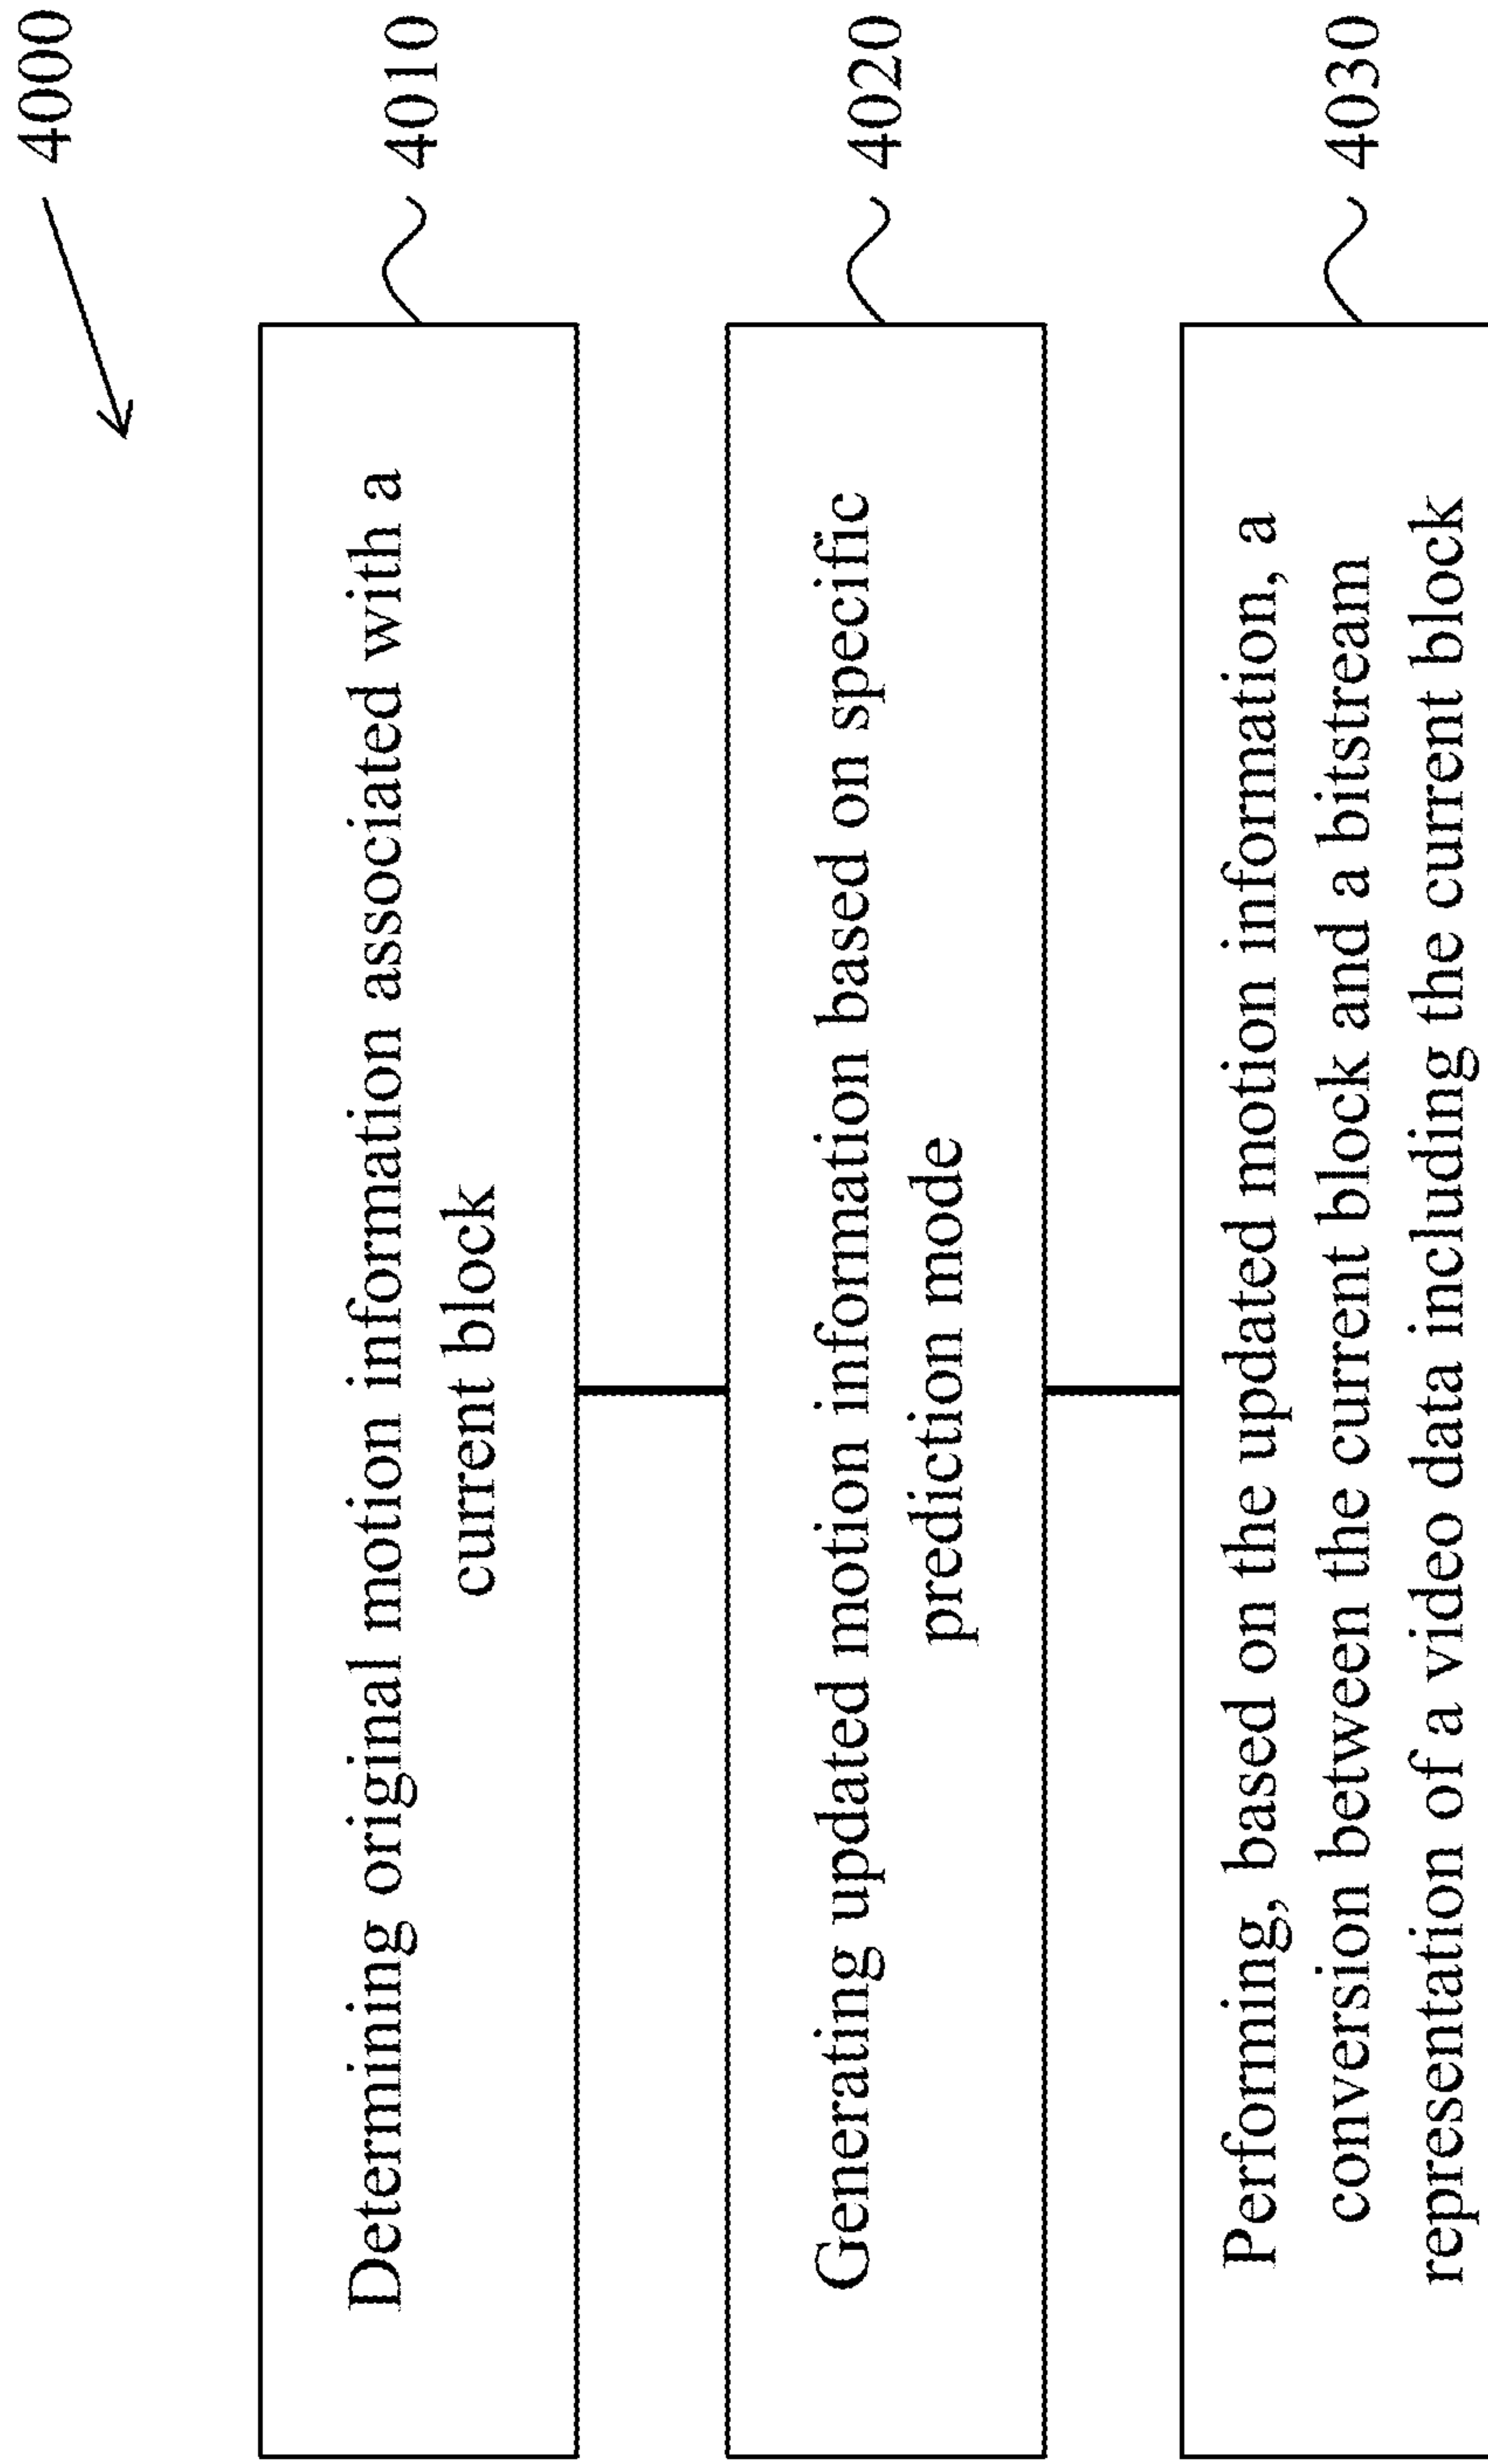 4000
Determining original motion information associated with a
current block
4010
Generating updated motion information based on specific
prediction mode
4020
Performing, based on the updated motion information, a
conversion between the current block and a bitstream
representation of a video data including the current block
4030